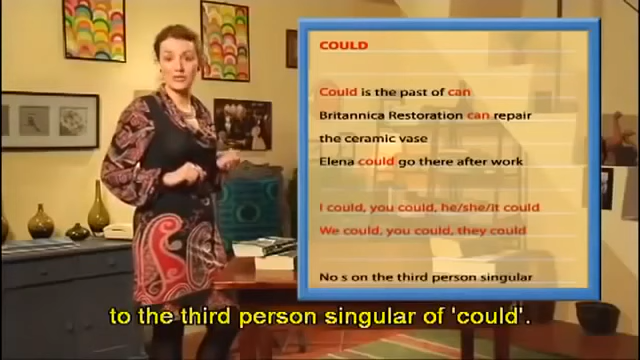 COULD
Could is the past of can
Britannica Restoration can repair
the ceramic vase
Elena could go there after work
I could, you could, he/she/it could
We could, you could, they could
No s on the third person singular
to the third person singular of 'could'.